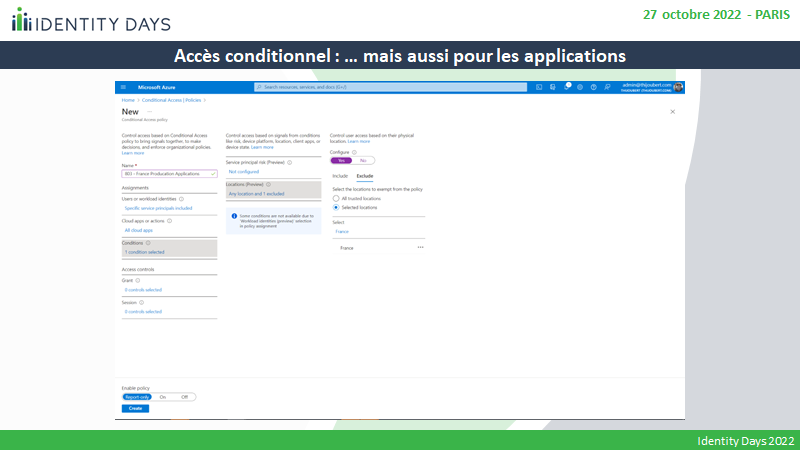 IDENTITY DAYS
27 octobre 2022 - PARIS
Accès conditionnel : … mais aussi pour les applications
Microsoft Azure
Search resources, services, and docs (G+/)
admin@thjoubert.com
Home > Conditional Access | Policies >
New
Conditional Access policy
Control access based on Conditional Access
policy to bring signals together, to make
decisions, and enforce organizational policies.
Learn more
Name *
803 - France Production Applications
Assignments
Users or workload identities
Specific service principals included
Cloud apps or actions
All cloud apps
Conditions
1 condition selected
Access controls
Grant
0 controls selected
Session
0 controls selected
Control access based on signals from conditions
like risk, device platform, location, client apps, or
device state. Learn more
Service principal risk (Preview)
Not configured
Locations (Preview)
Any location and 1 excluded
Some conditions are not available due to
'Workload identities (preview)' selection
in policy assignment
Control user access based on their physical
location. Learn more
Configure
Yes No
Include Exclude
Select the locations to exempt from the policy
All trusted locations
Selected locations
Select
France
France
Enable policy
Report-only On Off
Create
Identity Days 2022